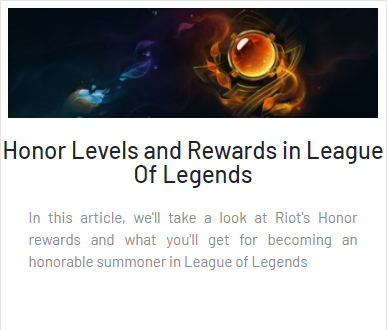 Honor Levels and Rewards in League
Of Legends
In this article, we'll take a look at Riot's Honor
rewards and what you'll get for becoming an
honorable summoner in League of Legends